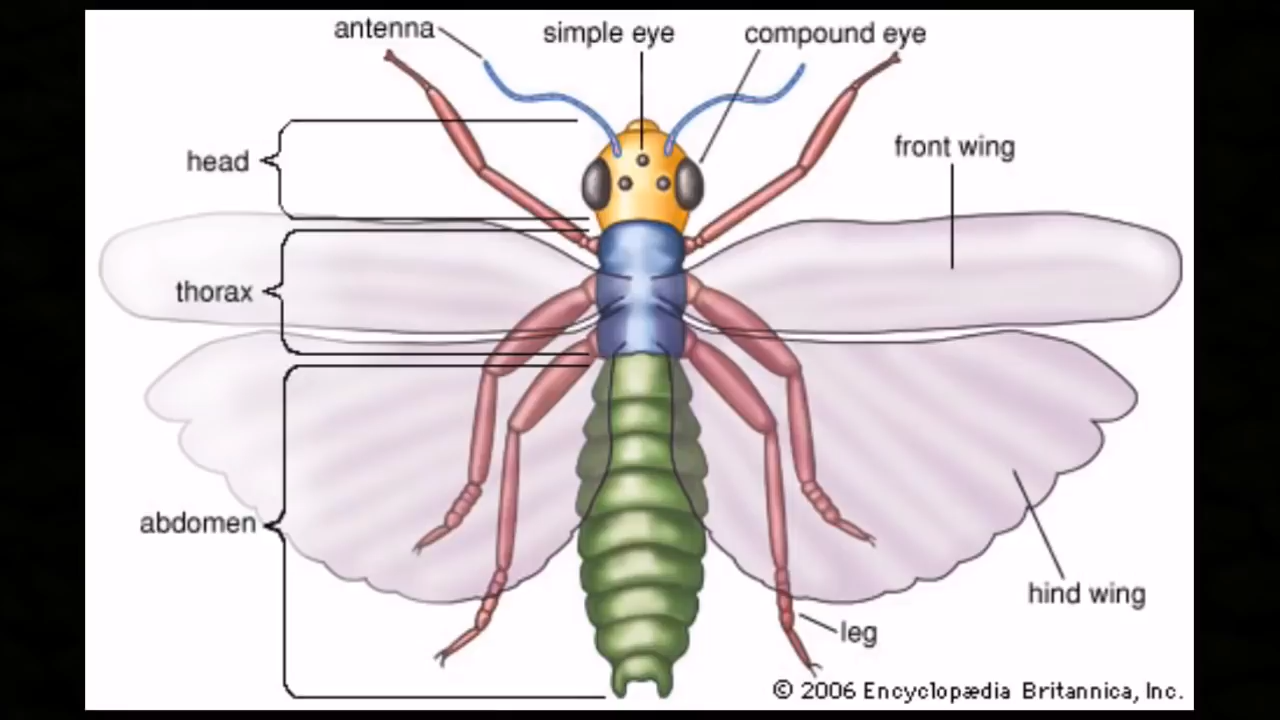 antenna
simple eye
compound eye
head
front wing
thorax
abdomen
hind wing
leg
© 2006 Encyclopædia Britannica, Inc.